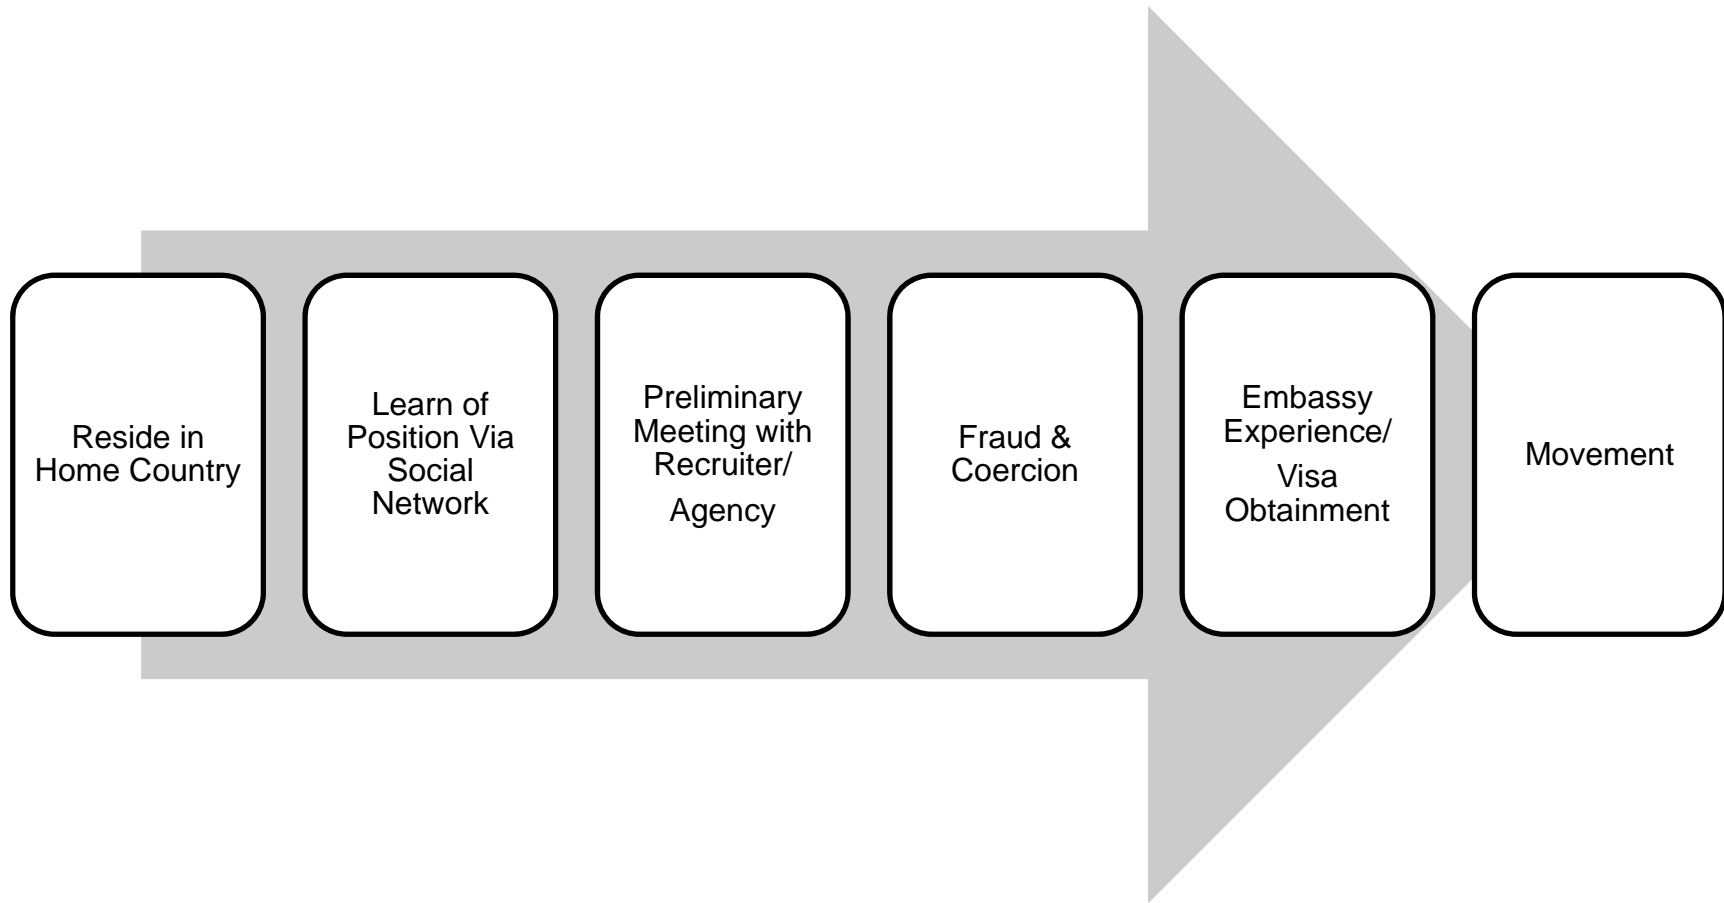 Reside in
Home Country
Learn of
Position Via
Social
Network
Preliminary
Meeting with
Recruiter/
Agency
Fraud &
Coercion
Embassy
Experience/
Visa
Obtainment
Movement